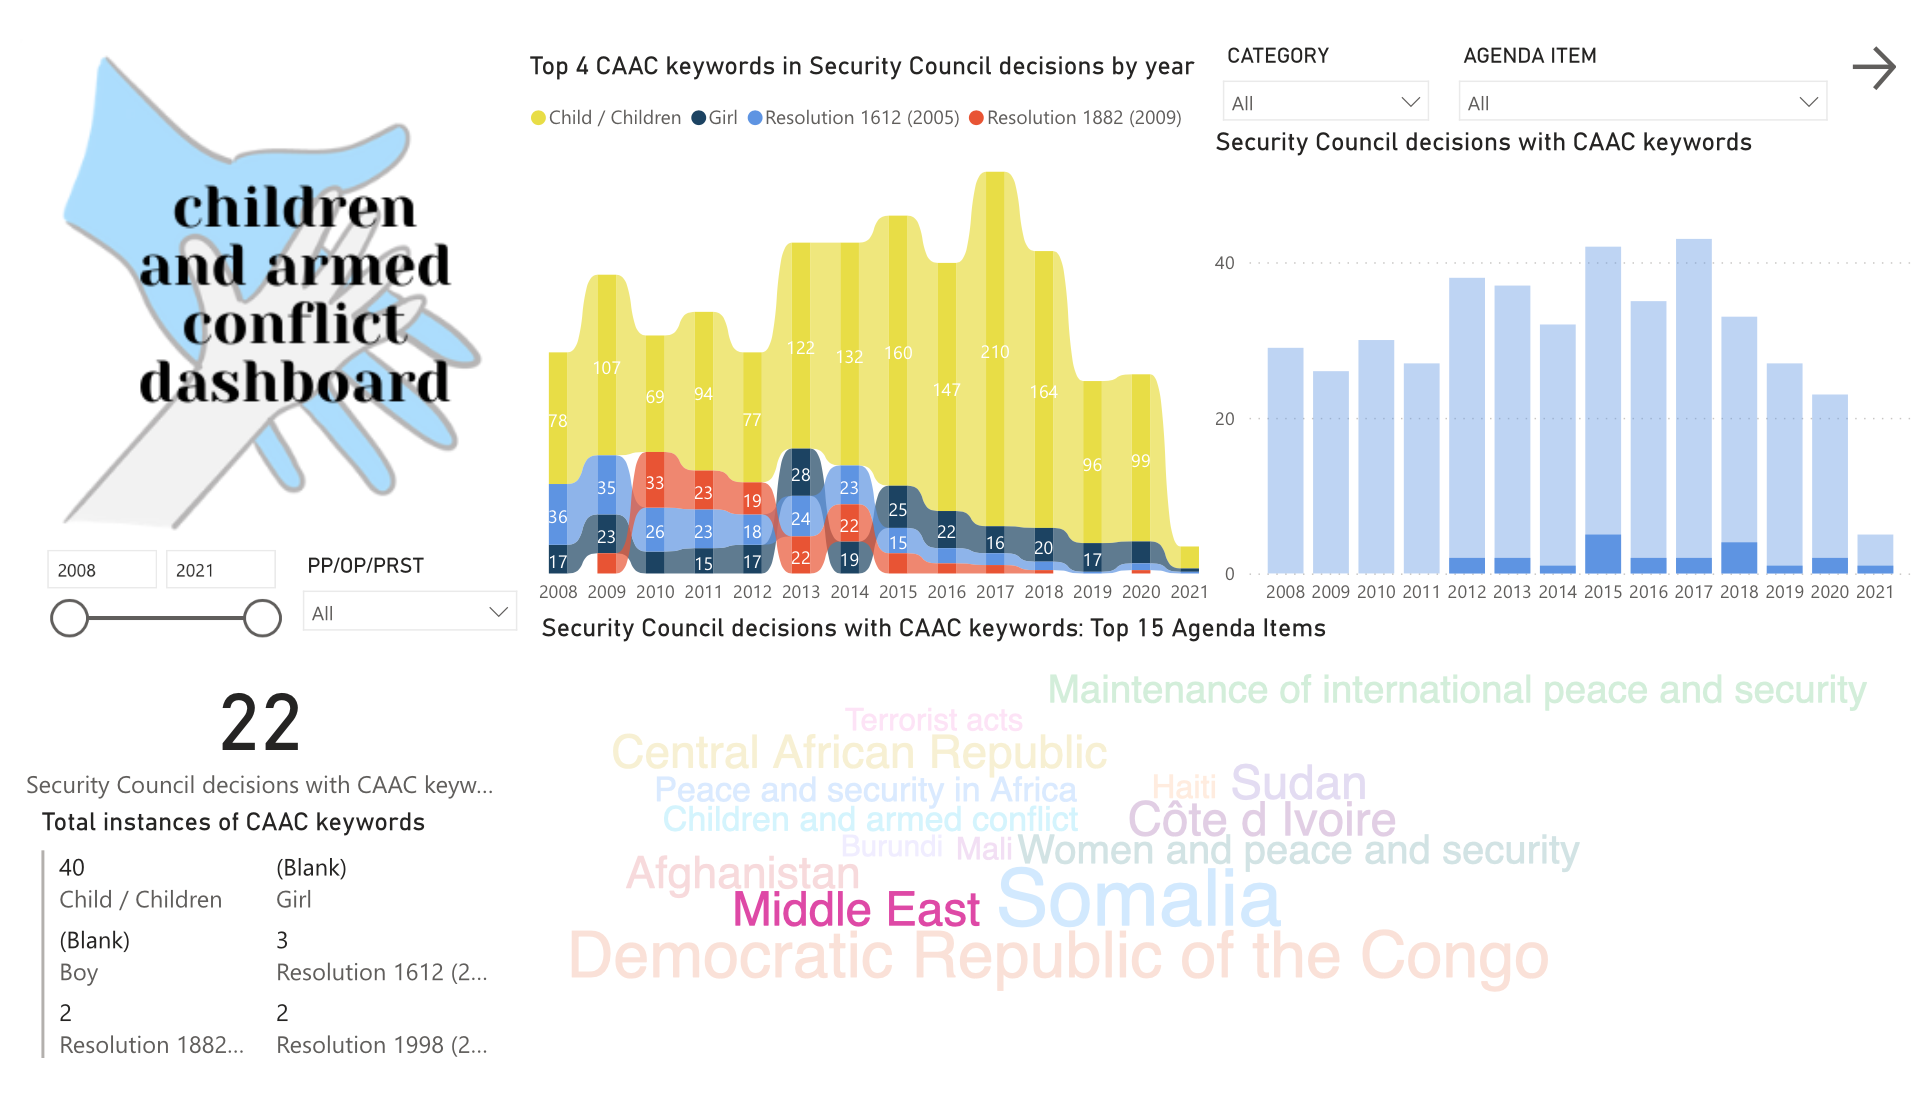 children
and armed
conflict
dashboard
2008
2021
PP/OP/PRST
All
22
Security Council decisions with CAAC keyw...
Total instances of CAAC keywords
40
(Blank)
Child / Children
Girl
(Blank)
3
Boy
Resolution 1612 (2...
2
2
Resolution 1882...
Resolution 1998 (2...
Top 4 CAAC keywords in Security Council decisions by year
Child / Children
Girl
Resolution 1612 (2005)
Resolution 1882 (2009)
78
107
69
94
77
122
132
160
147
210
164
96
99
36
35
33
23
19
28
23
25
22
16
20
17
23
26
23
18
24
22
15
17
15
17
22
19
2008 2009 2010 2011 2012 2013 2014 2015 2016 2017 2018 2019 2020 2021
CATEGORY
All
AGENDA ITEM
All
Security Council decisions with CAAC keywords
40
20
0
2008 2009 2010 2011 2012 2013 2014 2015 2016 2017 2018 2019 2020 2021
Security Council decisions with CAAC keywords: Top 15 Agenda Items
Maintenance of international peace and security
Terrorist acts
Central African Republic
Peace and security in Africa
Haiti
Sudan
Children and armed conflict
Côte d Ivoire
Burundi
Mali
Women and peace and security
Afghanistan
Middle East
Somalia
Democratic Republic of the Congo